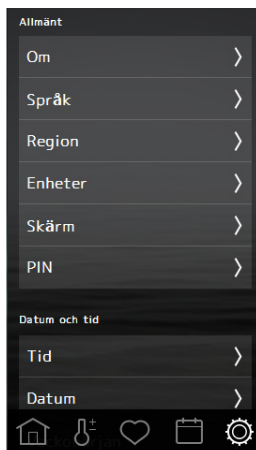 Allmänt
Om
Språk
Region
Enheter
Skärm
PIN
Datum och tid
Tid
Datum